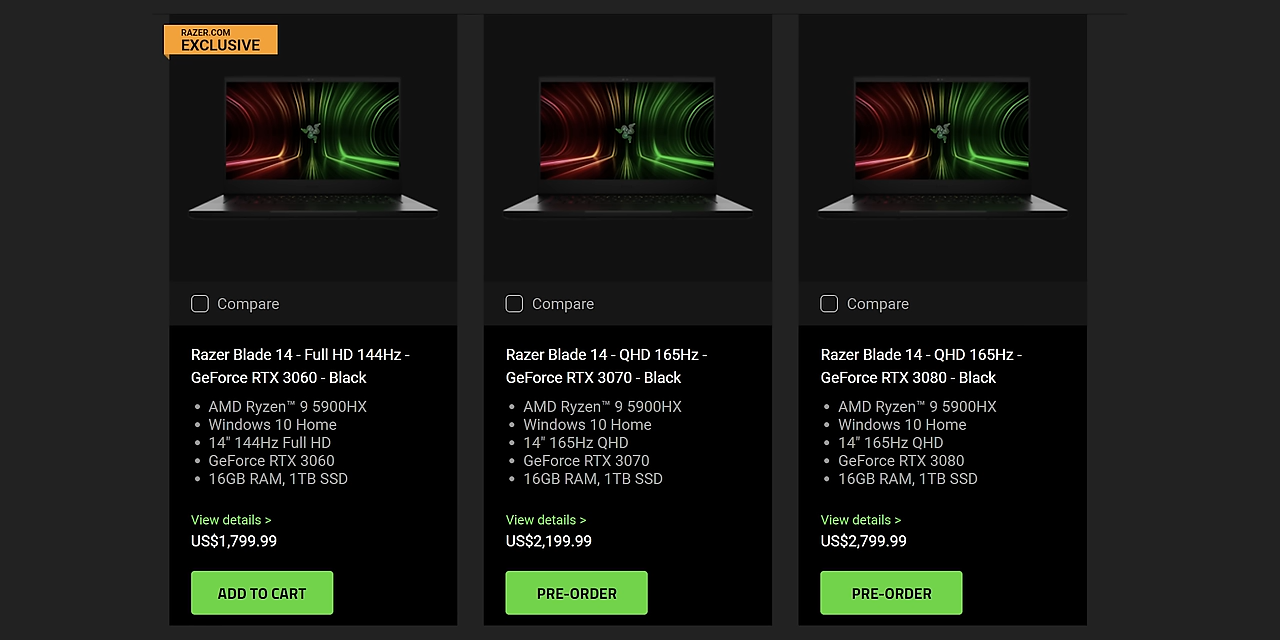 RAZER.COM
EXCLUSIVE
Compare
Razer Blade 14 - Full HD 144Hz -
GeForce RTX 3060 - Black
• AMD Ryzen™ 9 5900HX
• Windows 10 Home
• 14" 144Hz Full HD
• GeForce RTX 3060
• 16GB RAM, 1TB SSD
View details >
US$1,799.99
ADD TO CART
Compare
Razer Blade 14 - QHD 165Hz -
GeForce RTX 3070 - Black
• AMD Ryzen™ 9 5900HX
• Windows 10 Home
• 14" 165Hz QHD
• GeForce RTX 3070
• 16GB RAM, 1TB SSD
View details >
US$2,199.99
PRE-ORDER
Compare
Razer Blade 14 - QHD 165Hz -
GeForce RTX 3080 - Black
• AMD Ryzen™ 9 5900HX
• Windows 10 Home
• 14" 165Hz QHD
• GeForce RTX 3080
• 16GB RAM, 1TB SSD
View details >
US$2,799.99
PRE-ORDER